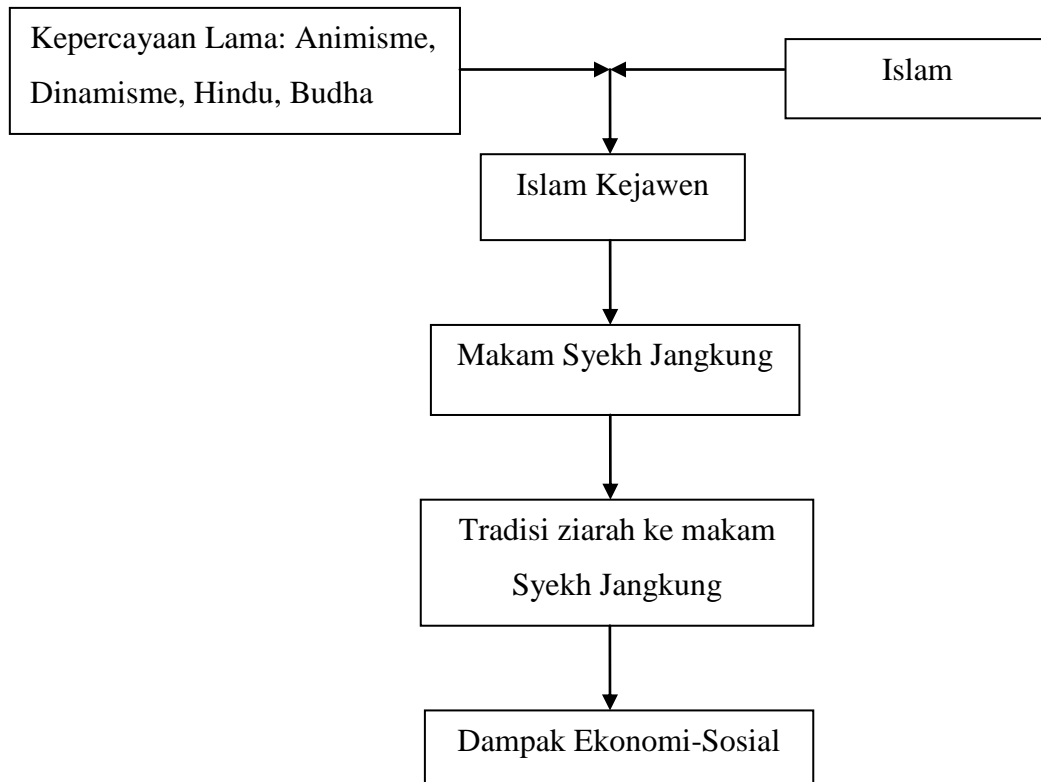 Kepercayaan Lama: Animisme,
Dinamisme, Hindu, Budha
Islam
Islam Kejawen
Makam Syekh Jangkung
Tradisi ziarah ke makam
Syekh Jangkung
Dampak Ekonomi-Sosial